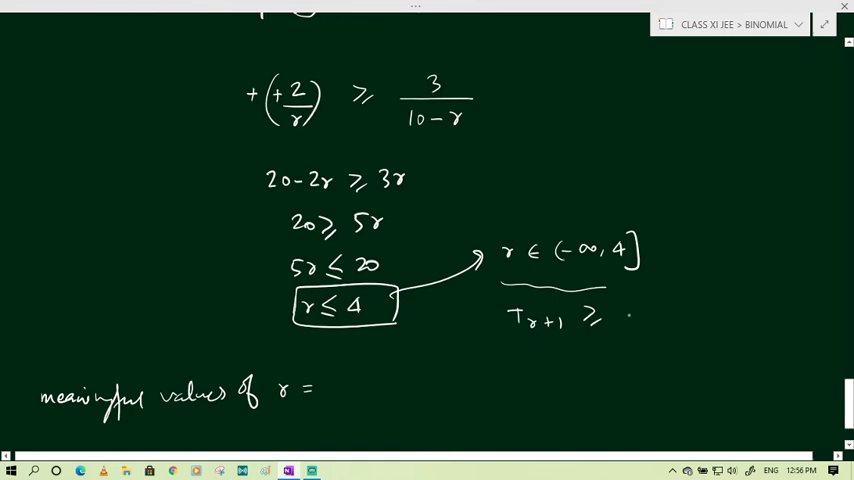 CLASS XI JEE > BINOMIAL
+(+2/r) ≥ 3/(10-r)
20-2r ≥ 3r
20 ≥ 5r
5r ≤ 20
r ≤ 4
r ∈ (-∞, 4]
T_{r+1} ≥
meaningful values of r =
ENG
12:56 PM